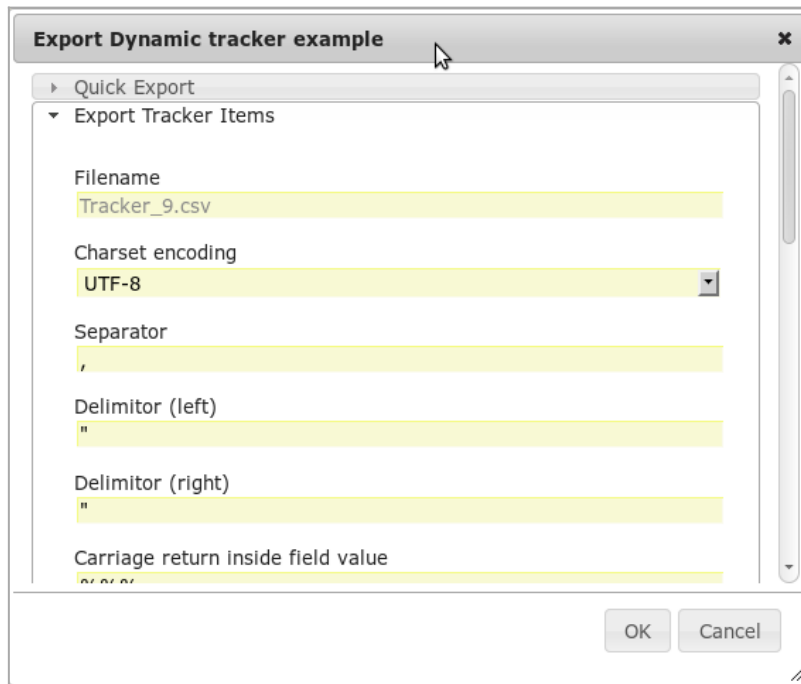 Export Dynamic tracker example
Quick Export
Export Tracker Items
Filename
Tracker_9.csv
Charset encoding
UTF-8
Separator
,
Delimitor (left)
"
Delimitor (right)
"
Carriage return inside field value
%%%
OK
Cancel